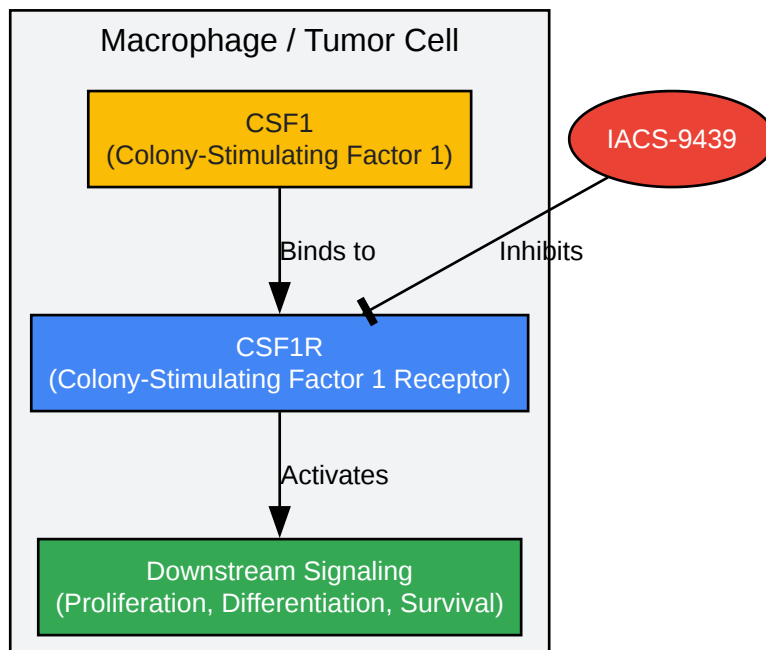 Macrophage / Tumor Cell
CSF1
(Colony-Stimulating Factor 1)
IACS-9439
Binds to
Inhibits
CSF1R
(Colony-Stimulating Factor 1 Receptor)
Activates
Downstream Signaling
(Proliferation, Differentiation, Survival)